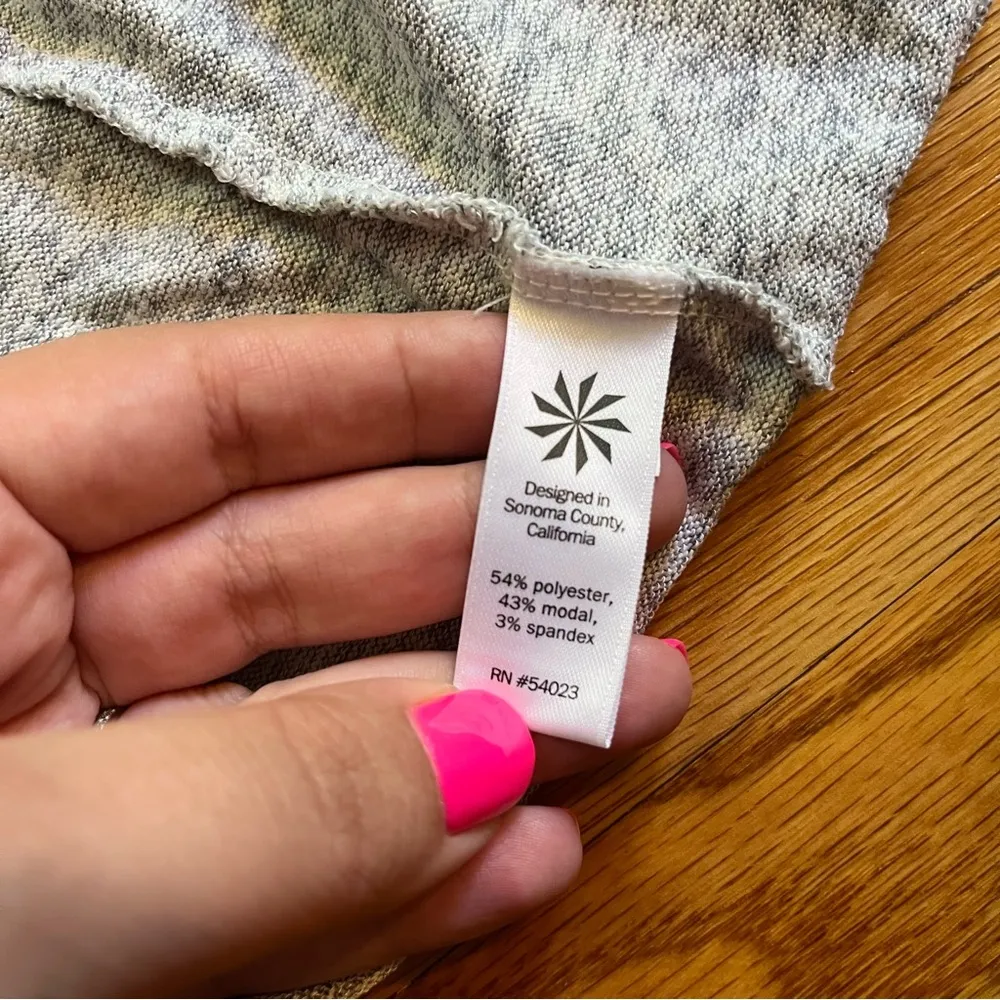 Designed in
Sonoma County,
California
54% polyester,
43% modal,
3% spandex
RN #54023